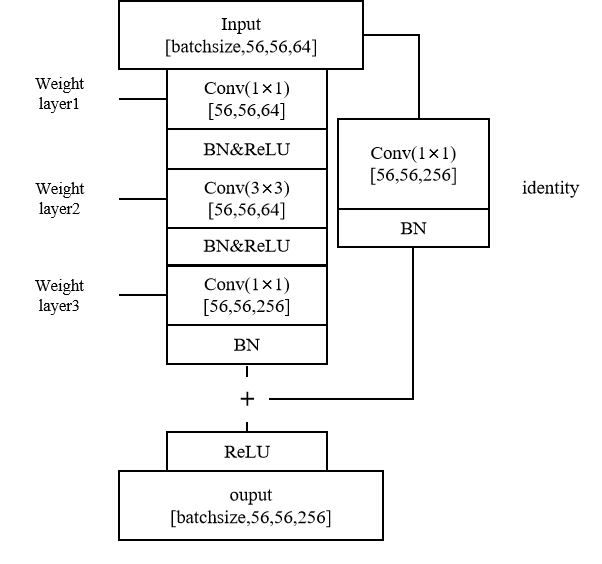 Input
[batchsize,56,56,64]
Weight
layer1
Conv(1×1)
[56,56,64]
BN&ReLU
Weight
layer2
Conv(3×3)
[56,56,64]
BN&ReLU
Weight
layer3
Conv(1×1)
[56,56,256]
BN
Conv(1×1)
[56,56,256]
BN
identity
+
ReLU
ouput
[batchsize,56,56,256]